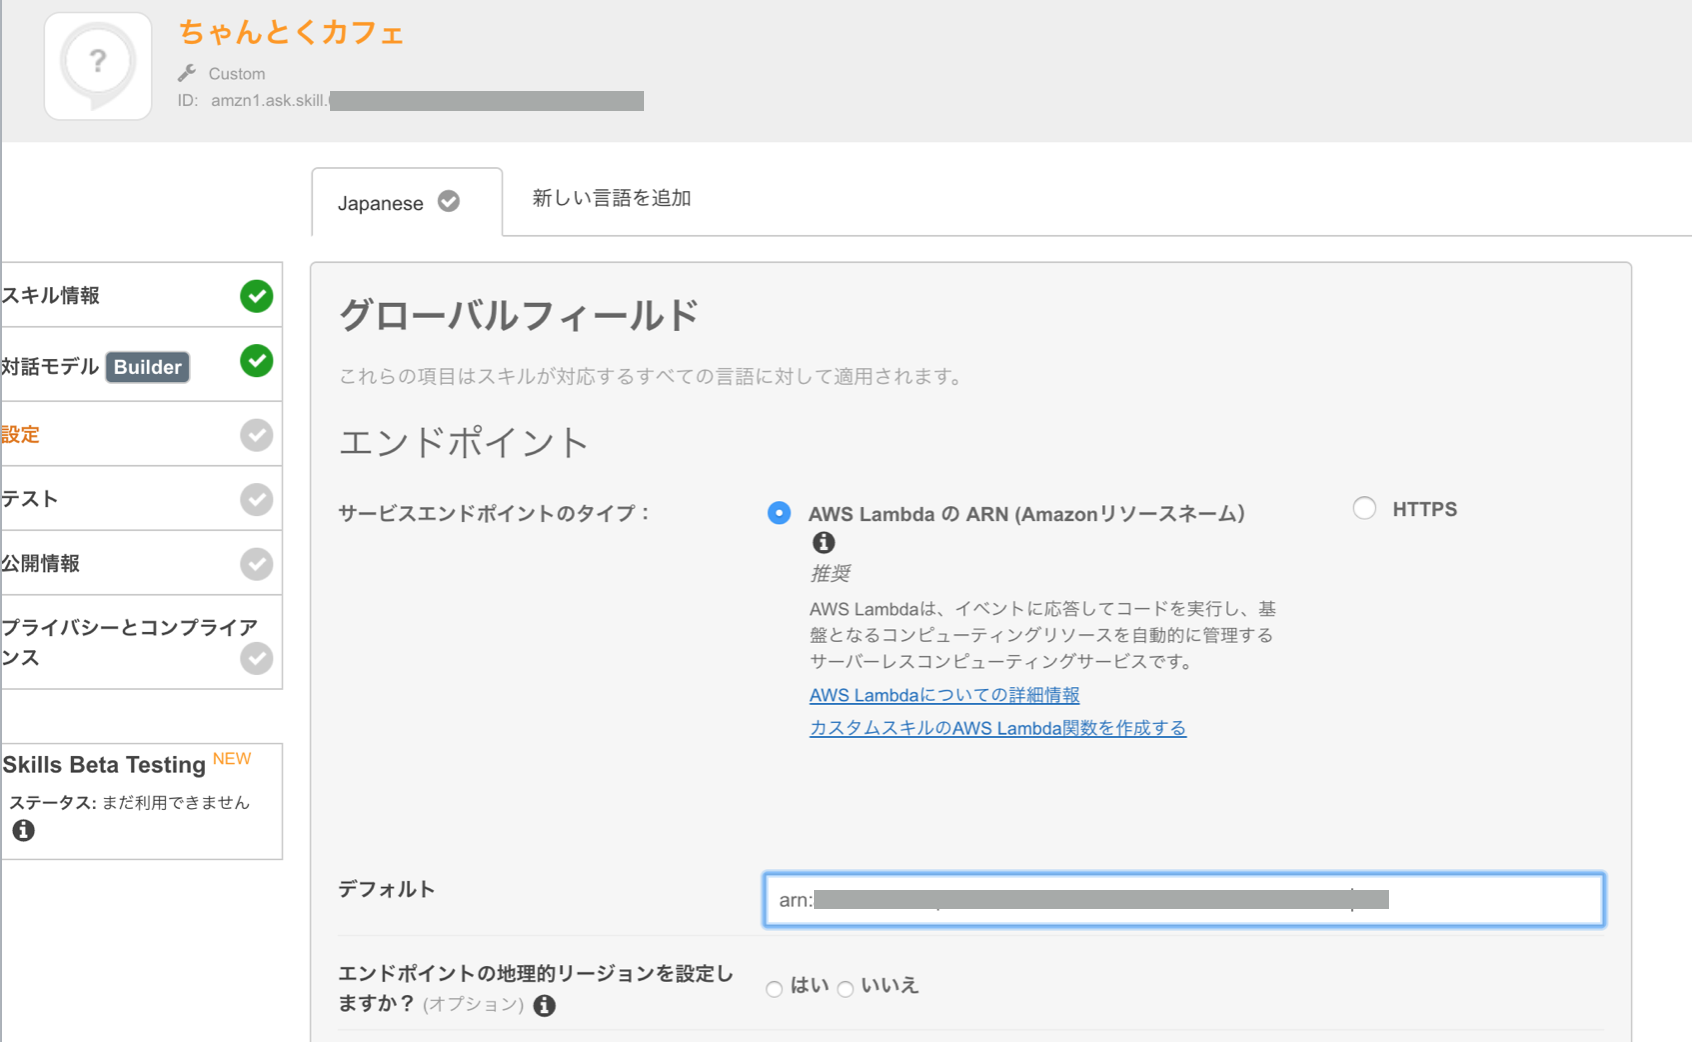 ちゃんとくカフェ
Custom
ID: amzn1.ask.skill.
Japanese
新しい言語を追加
スキル情報
対話モデル Builder
設定
テスト
公開情報
プライバシーとコンプライア
ンス
Skills Beta Testing NEW
ステータス: まだ利用できません
グローバルフィールド
これらの項目はスキルが対応するすべての言語に対して適用されます。
エンドポイント
サービスエンドポイントのタイプ：
AWS Lambda の ARN (Amazonリソースネーム）
推奨
AWS Lambdaは、イベントに応答してコードを実行し、基
盤となるコンピューティングリソースを自動的に管理する
サーバーレスコンピューティングサービスです。
AWS Lambdaについての詳細情報
カスタムスキルのAWS Lambda関数を作成する
HTTPS
デフォルト
arn:
エンドポイントの地理的リージョンを設定し
ますか？ (オプション)
はい いいえ